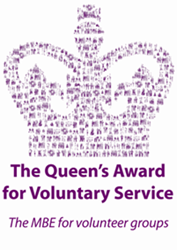 The Queen's Award
for Voluntary Service
The MBE for volunteer groups